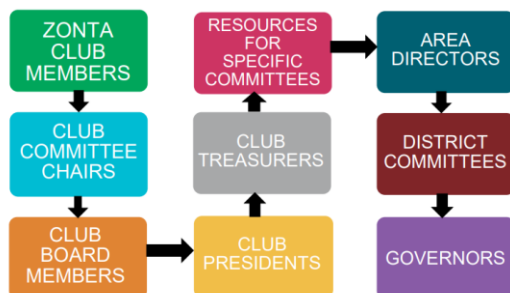 ZONTA
CLUB
MEMBERS
CLUB
COMMITTEE
CHAIRS
CLUB
BOARD
MEMBERS
CLUB
PRESIDENTS
CLUB
TREASURERS
RESOURCES
FOR
SPECIFIC
COMMITTEES
AREA
DIRECTORS
DISTRICT
COMMITTEES
GOVERNORS